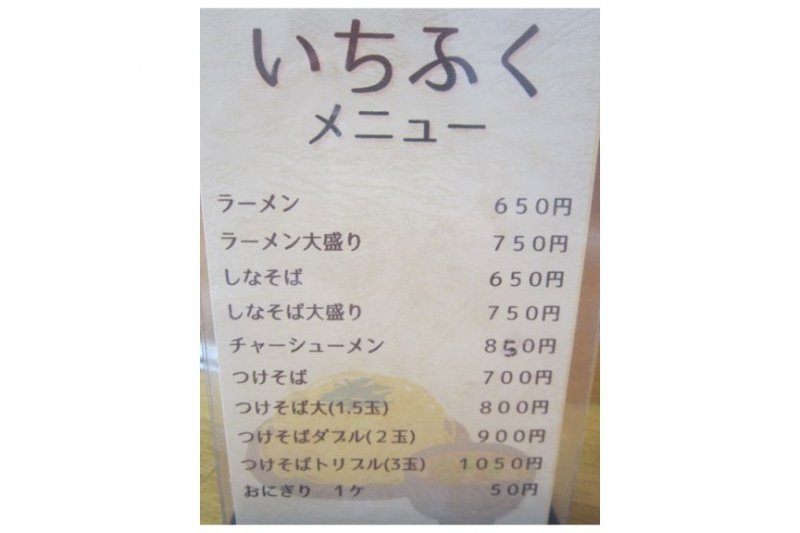 いちふく
メニュー
ラーメン ６５０円
ラーメン大盛り ７５０円
しなそば ６５０円
しなそば大盛り ７５０円
チャーシューメン ８５０円
つけそば ７００円
つけそば大(1.5玉) ８００円
つけそばダブル(２玉) ９００円
つけそばトリプル(3玉) １０５０円
おにぎり　１ケ ５０円